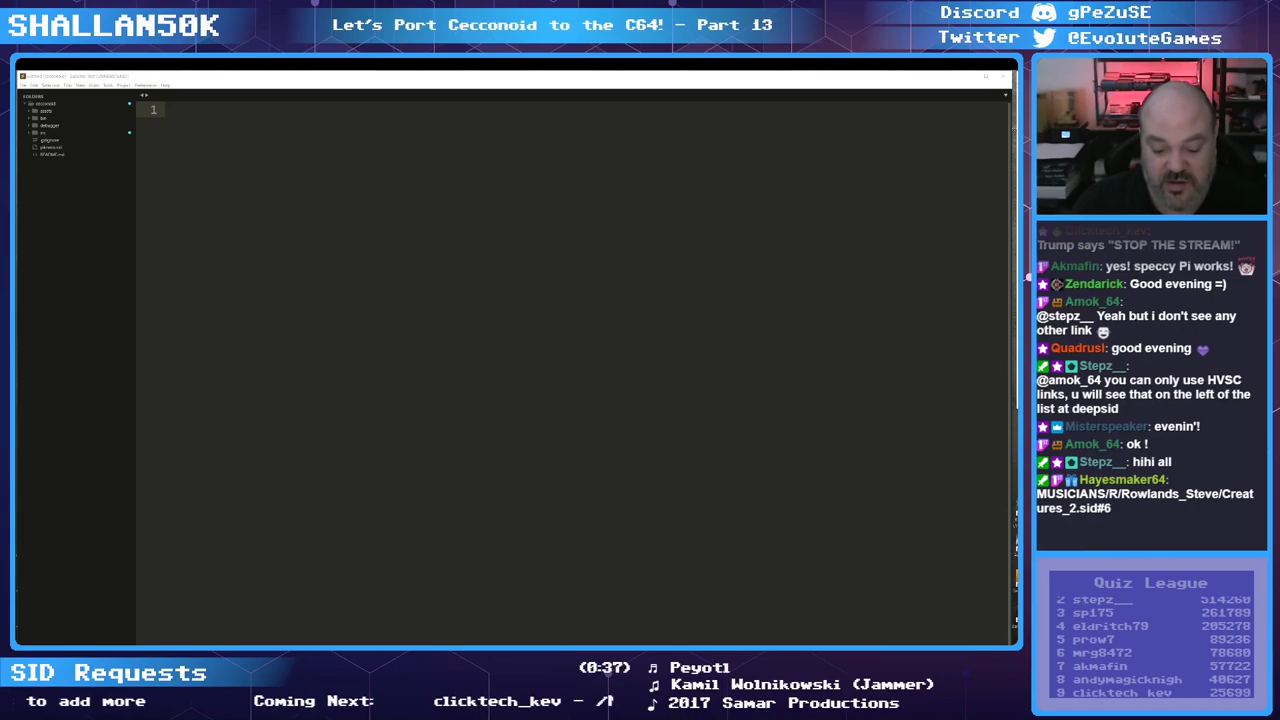 SHALLAN50K
Let's Port Cecconoid to the C64! - Part 13
Discord gPeZuSE
Twitter @EvoluteGames
FOLDERS
1
Trump says "STOP THE STREAM!"
Akmafin: yes! speccy Pi works!
Zendarick: Good evening =)
Amok_64:
@stepz__ Yeah but i don't see any
other link
Quadrusl: good evening
Stepz__:
@amok_64 you can only use HVSC
links, u will see that on the left of the
list at deepsid
Misterspeaker: evenin'!
Amok_64: ok !
Stepz__: hihi all
Hayesmaker64:
MUSICIANS/R/Rowlands_Steve/Creat
ures_2.sid#6
Quiz League
2 stepz__ 514260
3 sp175 261789
4 eldritch79 205278
5 prow7 89236
6 mrg8472 78680
7 akmafin 57722
8 andymagicknigh 40627
9 clicktech_kev 25699
SID Requests
(0:37) Peyotl
Kamil Wolnikowski (Jammer)
2017 Samar Productions
to add more Coming Next: clicktech_kev -